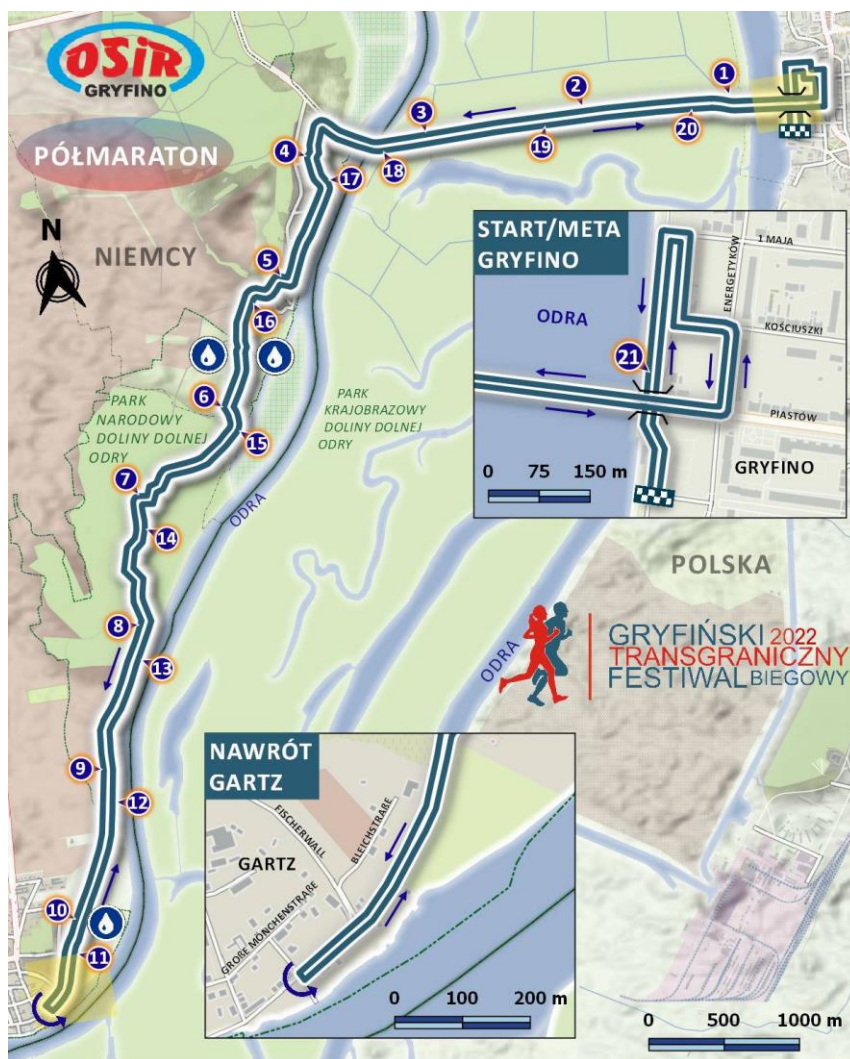 OSiR
GRYFINO
PÓŁMARATON
N
NIEMCY
PARK
NARODOWY
DOLINY DOLNEJ
ODRY
PARK
KRAJOBRAZOWY
DOLINY DOLNEJ
ODRY
ODRA
1
2
3
4
5
6
7
8
9
10
11
12
13
14
15
16
17
18
19
20
START/META
GRYFINO
1 MAJA
ENERGETYKÓW
KOŚCIUSZKI
ODRA
21
PIASTÓW
GRYFINO
0 75 150 m
POLSKA
ODRA
GRYFIŃSKI 2022
TRANSGRANICZNY
FESTIWAL BIEGOWY
NAWRÓT
GARTZ
FISCHERWALL
BLEICHSTRAßE
GARTZ
GROßE MÖNCHENSTRAßE
0 100 200 m
0 500 1000 m